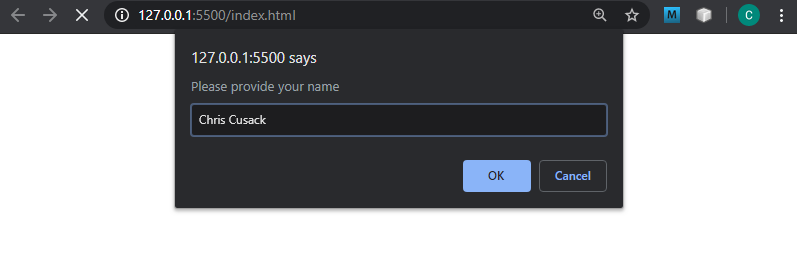 127.0.0.1:5500/index.html
M
C
127.0.0.1:5500 says
Please provide your name
Chris Cusack
OK
Cancel